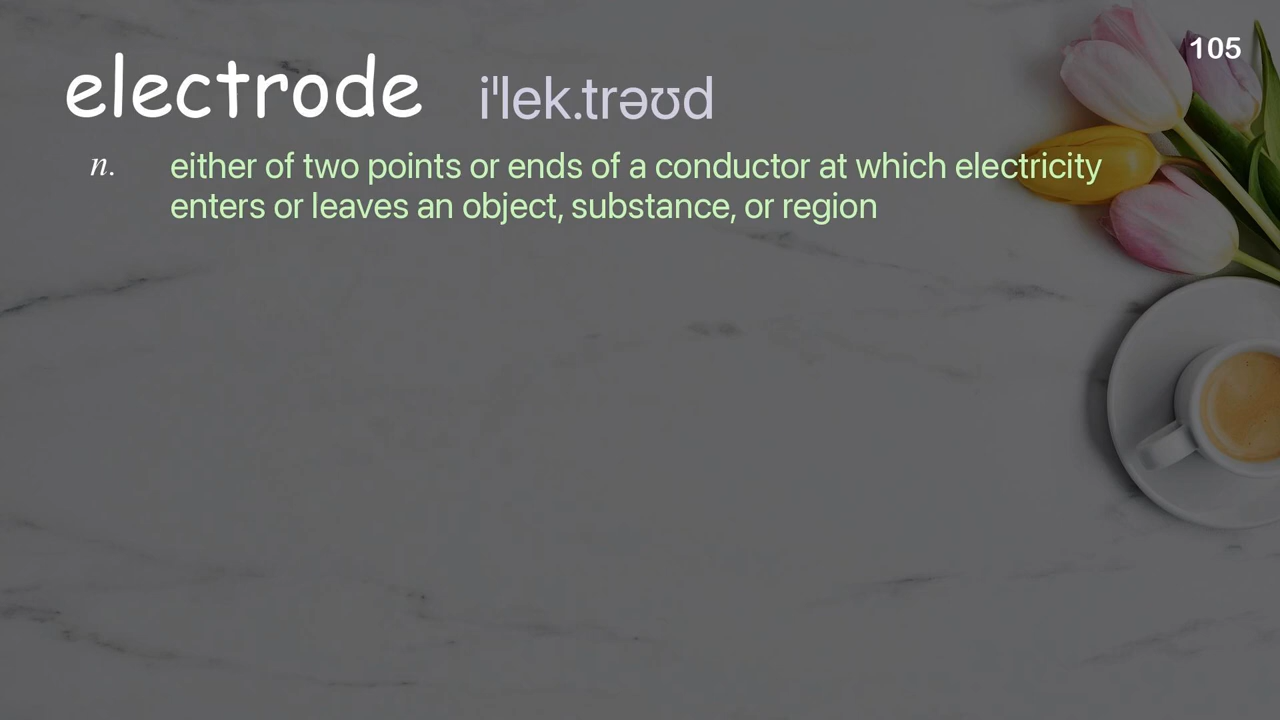 105
electrode iˈlek.trəʊd
n. either of two points or ends of a conductor at which electricity
enters or leaves an object, substance, or region